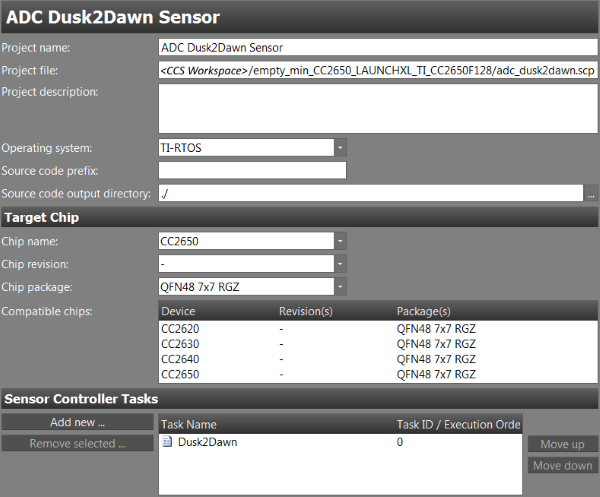 ADC Dusk2Dawn Sensor
Project name: ADC Dusk2Dawn Sensor
Project file: <CCS Workspace>/empty_min_CC2650_LAUNCHXL_TI_CC2650F128/adc_dusk2dawn.scp
Project description:
Operating system: TI-RTOS
Source code prefix:
Source code output directory: ./ ...
Target Chip
Chip name: CC2650
Chip revision: -
Chip package: QFN48 7x7 RGZ
Compatible chips: Device Revision(s) Package(s)
CC2620 - QFN48 7x7 RGZ
CC2630 - QFN48 7x7 RGZ
CC2640 - QFN48 7x7 RGZ
CC2650 - QFN48 7x7 RGZ
Sensor Controller Tasks
Add new ... Task Name Task ID / Execution Orde
Remove selected ... Dusk2Dawn 0 Move up
Move down